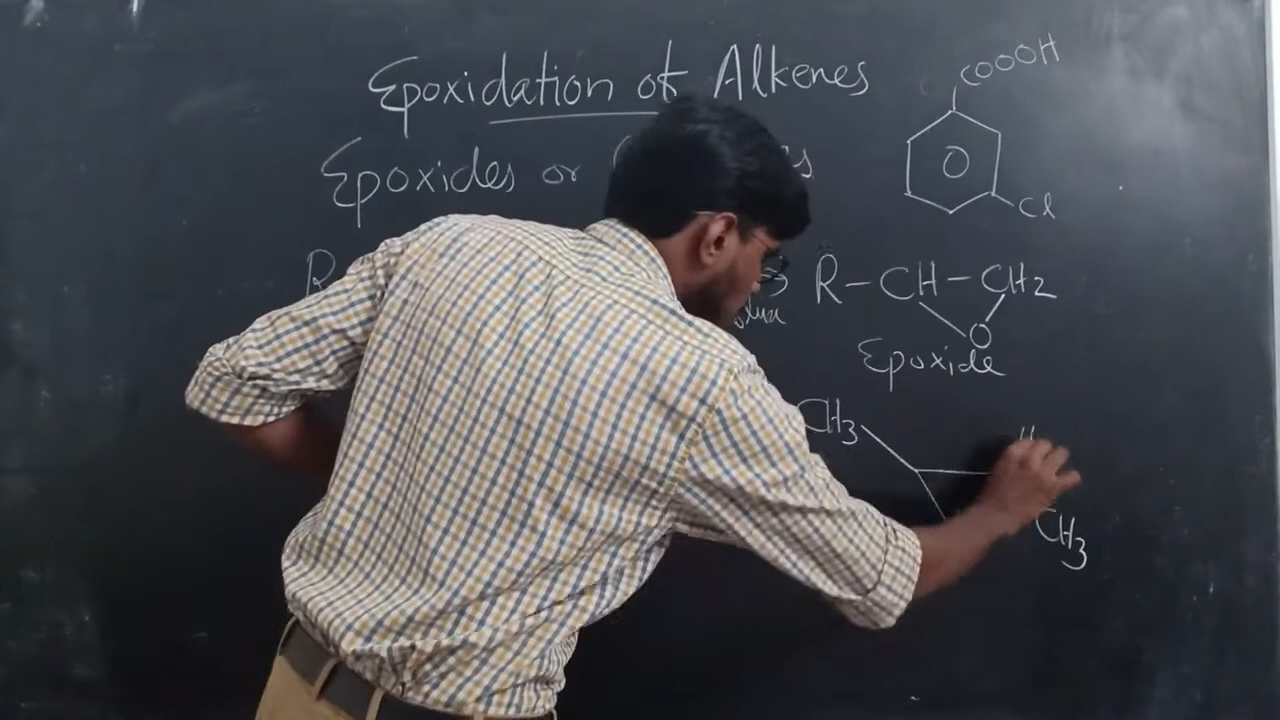 Epoxidation of Alkenes
COOOH
Epoxides or
Cl
R
R-CH-CH2
O
Epoxide
CH3
H
CH3